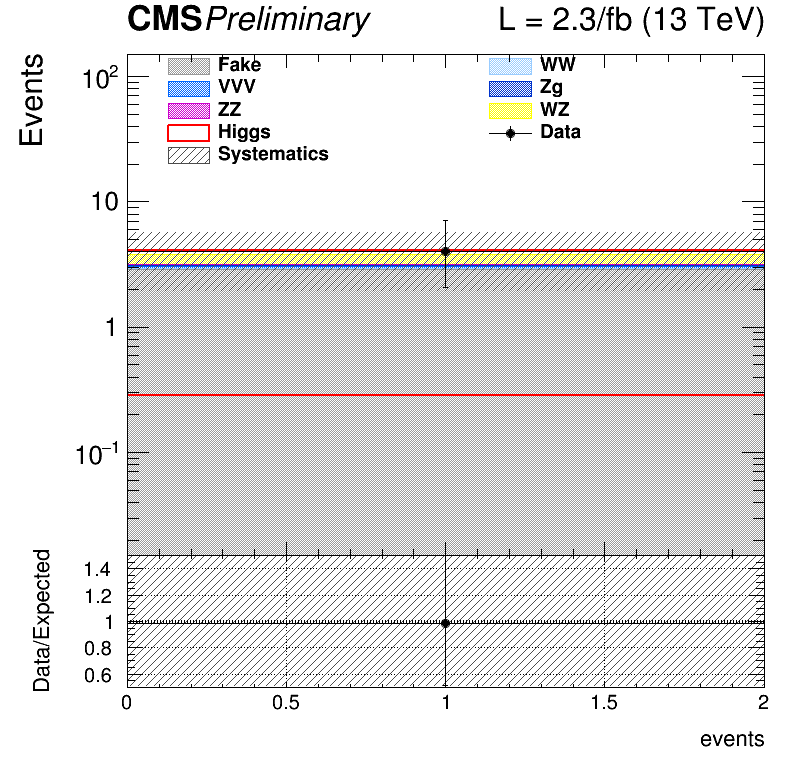 CMS Preliminary L = 2.3/fb (13 TeV)
Events
10²
10
1
10⁻¹
Fake WW
VVV Zg
ZZ WZ
Higgs Data
Systematics
Data/Expected
1.4
1.2
1
0.8
0.6
0 0.5 1 1.5 2
events